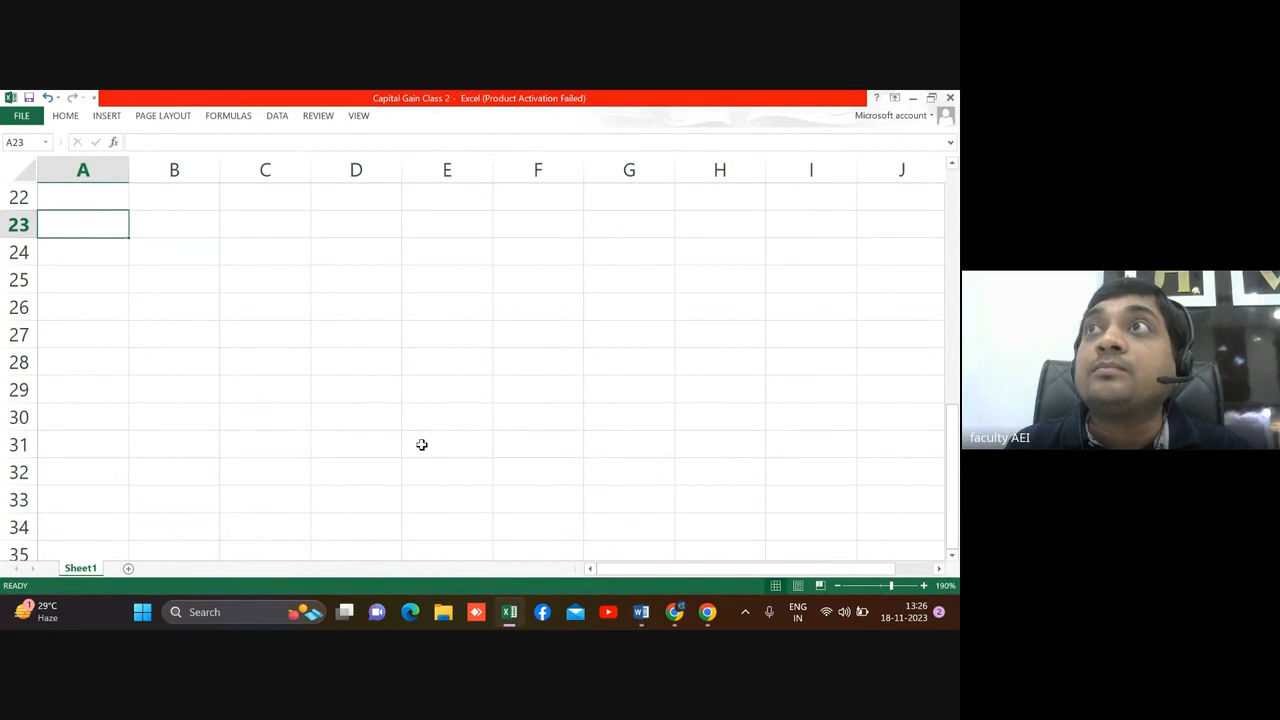 Capital Gain Class 2 - Excel (Product Activation Failed)
?
FILE HOME INSERT PAGE LAYOUT FORMULAS DATA REVIEW VIEW Microsoft account
A23 fx
A B C D E F G H I J
22
23
24
25
26
27
28
29
30
31
32
33
34
35
faculty AEI
Sheet1
READY 190%
1 29°C
Haze
Search
ENG
IN
13:26
18-11-2023
2